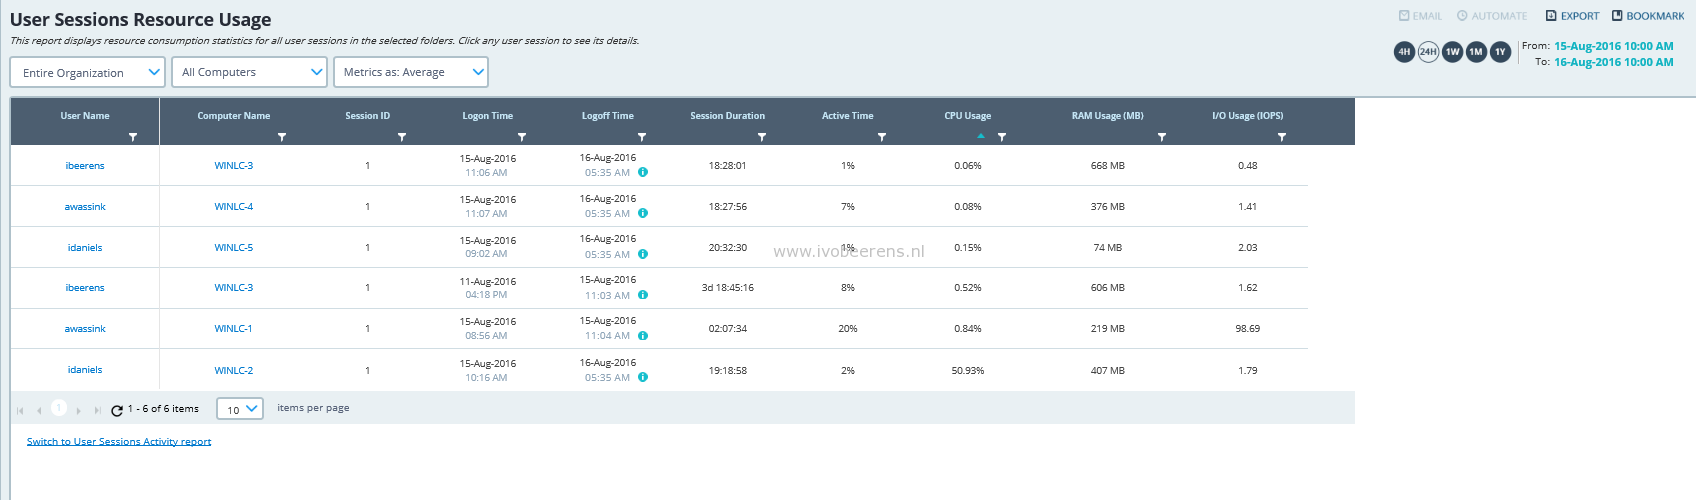 User Sessions Resource Usage
This report displays resource consumption statistics for all user sessions in the selected folders. Click any user session to see its details.
EMAIL AUTOMATE EXPORT BOOKMARK
4H 24H 1W 1M 1Y From: 15-Aug-2016 10:00 AM
To: 16-Aug-2016 10:00 AM
Entire Organization All Computers Metrics as: Average
User Name Computer Name Session ID Logon Time Logoff Time Session Duration Active Time CPU Usage RAM Usage (MB) I/O Usage (IOPS)
ibeerens WINLC-3 1 15-Aug-2016 11:06 AM 16-Aug-2016 05:35 AM 18:28:01 1% 0.06% 668 MB 0.48
awassink WINLC-4 1 15-Aug-2016 11:07 AM 16-Aug-2016 05:35 AM 18:27:56 7% 0.08% 376 MB 1.41
idaniels WINLC-5 1 15-Aug-2016 09:02 AM 16-Aug-2016 05:35 AM 20:32:30 1% 0.15% 74 MB 2.03
www.ivobeerens.nl
ibeerens WINLC-3 1 11-Aug-2016 04:18 PM 15-Aug-2016 11:03 AM 3d 18:45:16 8% 0.52% 606 MB 1.62
awassink WINLC-1 1 15-Aug-2016 08:56 AM 15-Aug-2016 11:04 AM 02:07:34 20% 0.84% 219 MB 98.69
idaniels WINLC-2 1 15-Aug-2016 10:16 AM 16-Aug-2016 05:35 AM 19:18:58 2% 50.93% 407 MB 1.79
1 1 - 6 of 6 items 10 items per page
Switch to User Sessions Activity report